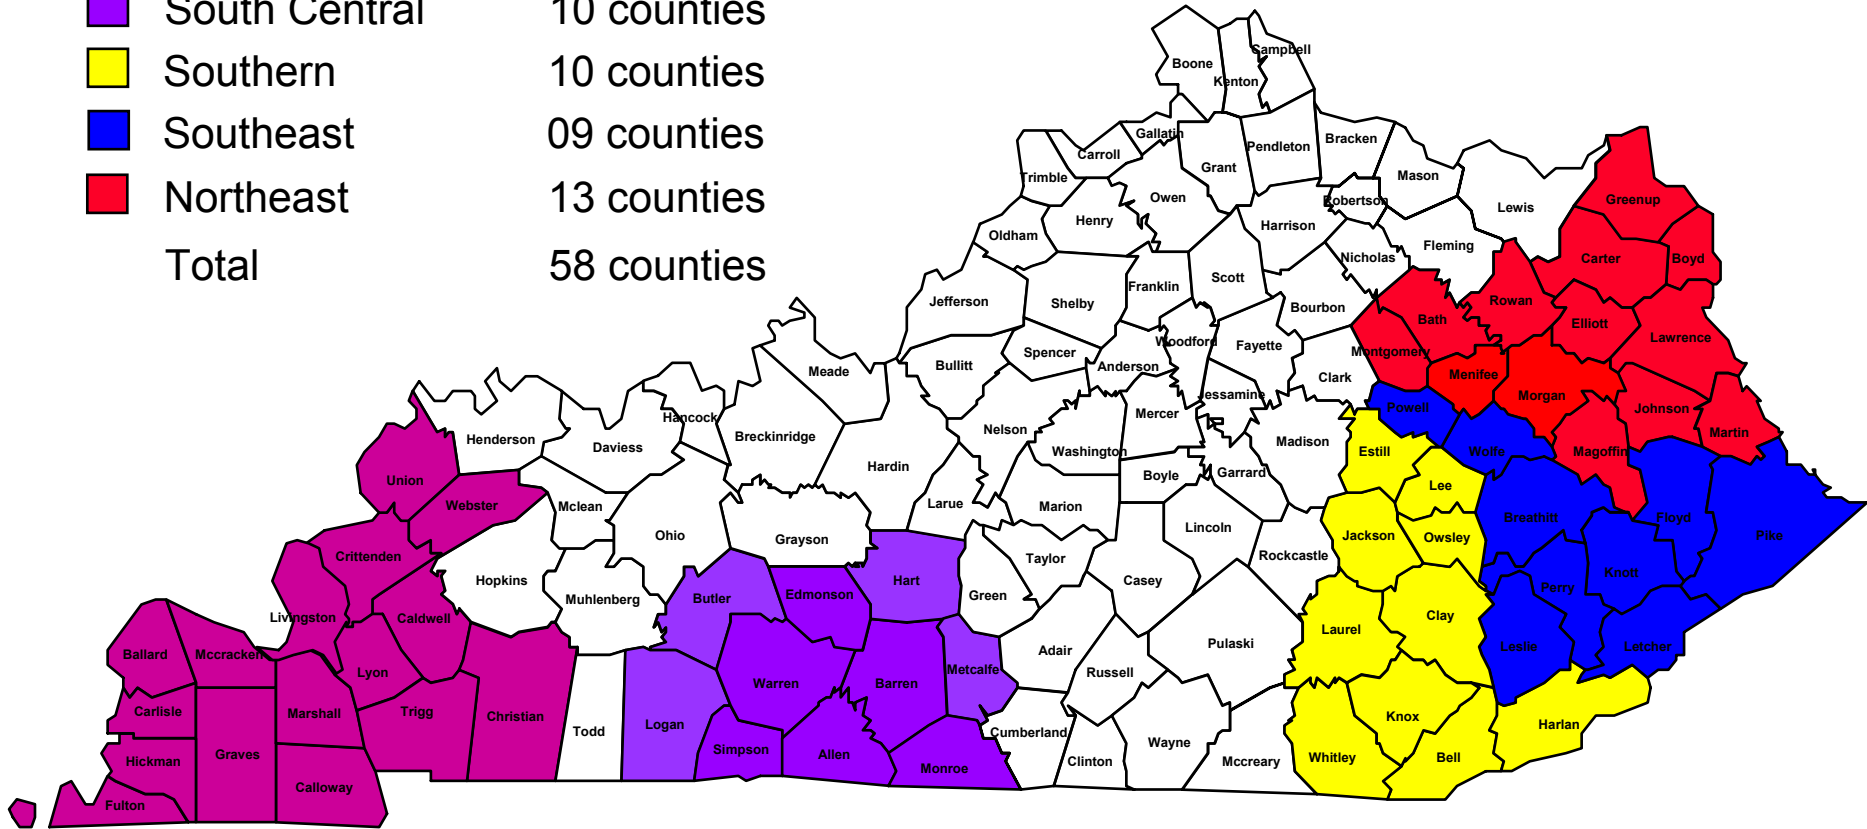 South Central 10 counties
Southern 10 counties
Southeast 09 counties
Northeast 13 counties
Total 58 counties
Campbell
Boone
Kenton
Gallatin
Carroll
Pendleton
Bracken
Grant
Mason
Trimble
Owen
Robertson
Lewis
Greenup
Henry
Harrison
Oldham
Fleming
Nicholas
Carter
Boyd
Scott
Franklin
Jefferson
Shelby
Bourbon
Rowan
Bath
Elliott
Lawrence
Woodford
Fayette
Spencer
Montgomery
Bullitt
Anderson
Meade
Clark
Menifee
Jessamine
Morgan
Powell
Johnson
Mercer
Hancock
Nelson
Martin
Henderson
Breckinridge
Madison
Daviess
Washington
Estill
Wolfe
Magoffin
Hardin
Garrard
Boyle
Union
Lee
Webster
Mclean
Larue
Marion
Breathitt
Floyd
Lincoln
Ohio
Grayson
Jackson
Owsley
Pike
Crittenden
Taylor
Rockcastle
Hopkins
Hart
Casey
Knott
Perry
Muhlenberg
Butler
Edmonson
Green
Livingston
Caldwell
Clay
Laurel
Pulaski
Leslie
Letcher
Ballard
Mccracken
Adair
Lyon
Metcalfe
Russell
Warren
Barren
Carlisle
Marshall
Trigg
Christian
Knox
Logan
Harlan
Todd
Cumberland
Wayne
Simpson
Graves
Allen
Hickman
Clinton
Mccreary
Whitley
Bell
Monroe
Calloway
Fulton